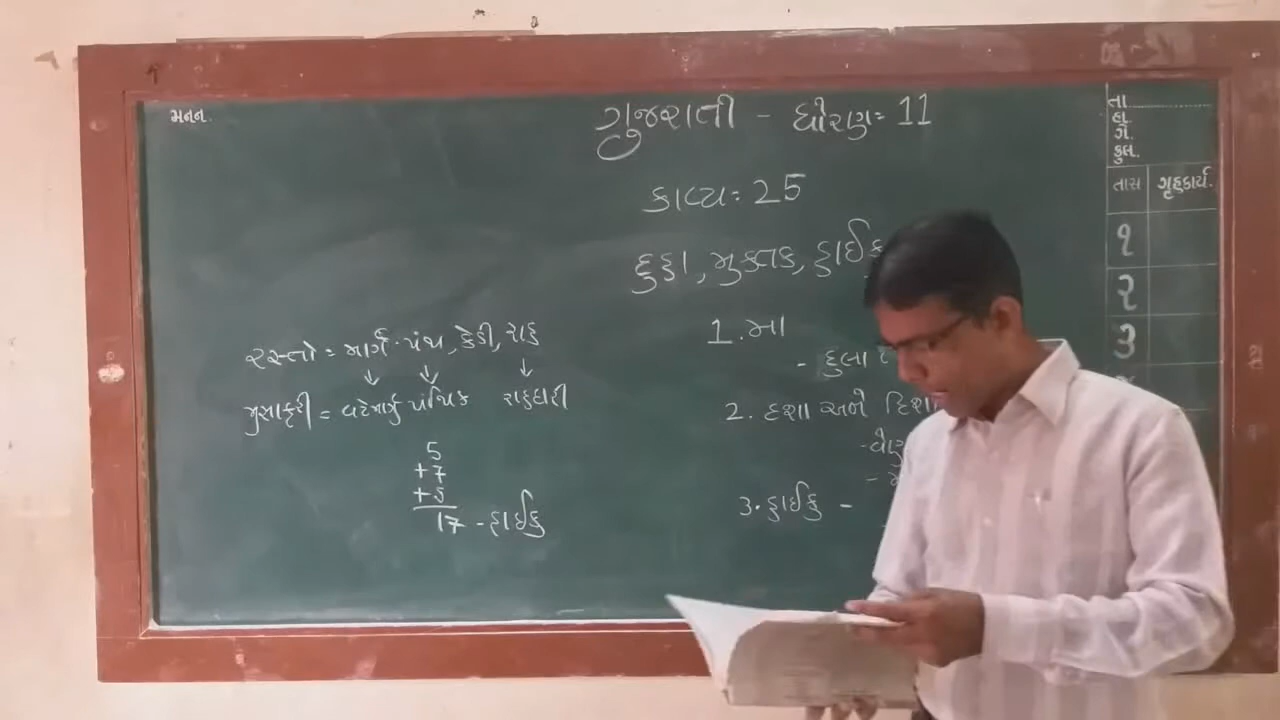 મનન.
ગુજરાતી - ધોરણ= 11
કાવ્ય= 25
દુહા, મુક્તક, હાઈકુ
1. મા
- દુલા
2. દશા અને દિશા
3. હાઈકુ -
રસ્તો = માર્ગ પંથ, કેડી, રાહ
મુસાફરી = વટેમાર્ગુ પંથિક રાહદારી
5
+7
+5
17 - હાઈકુ
તા
હા.
ગે.
કુલ.
તાસ ગૃહકાર્ય.
૧
૨
૩